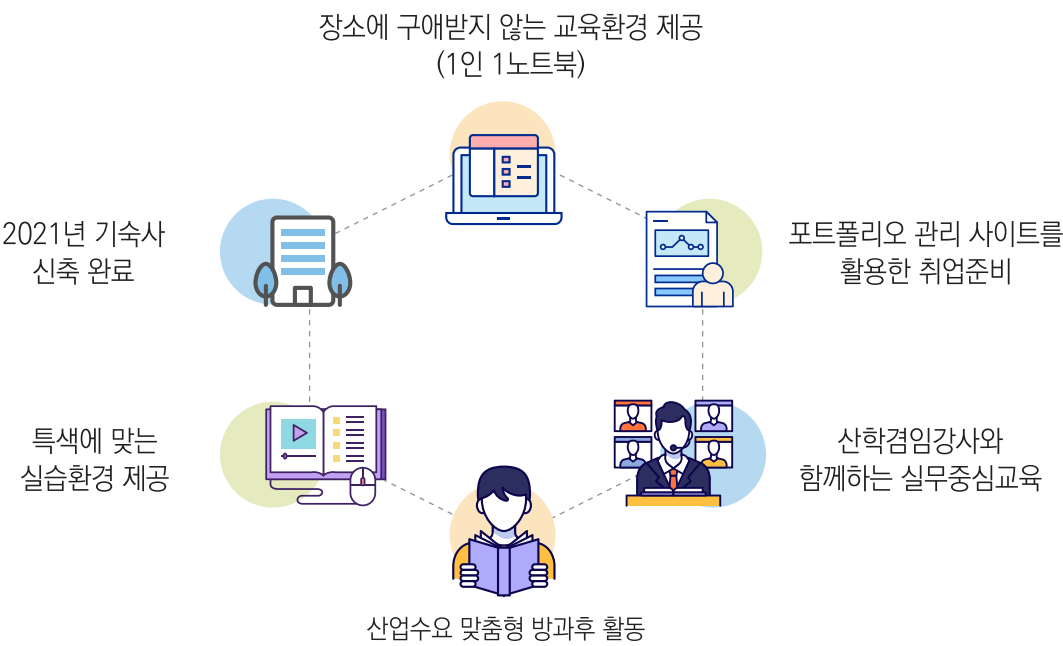 장소에 구애받지 않는 교육환경 제공
(1인 1노트북)
2021년 기숙사
신축 완료
포트폴리오 관리 사이트를
활용한 취업준비
특색에 맞는
실습환경 제공
산학겸임강사와
함께하는 실무중심교육
산업수요 맞춤형 방과후 활동